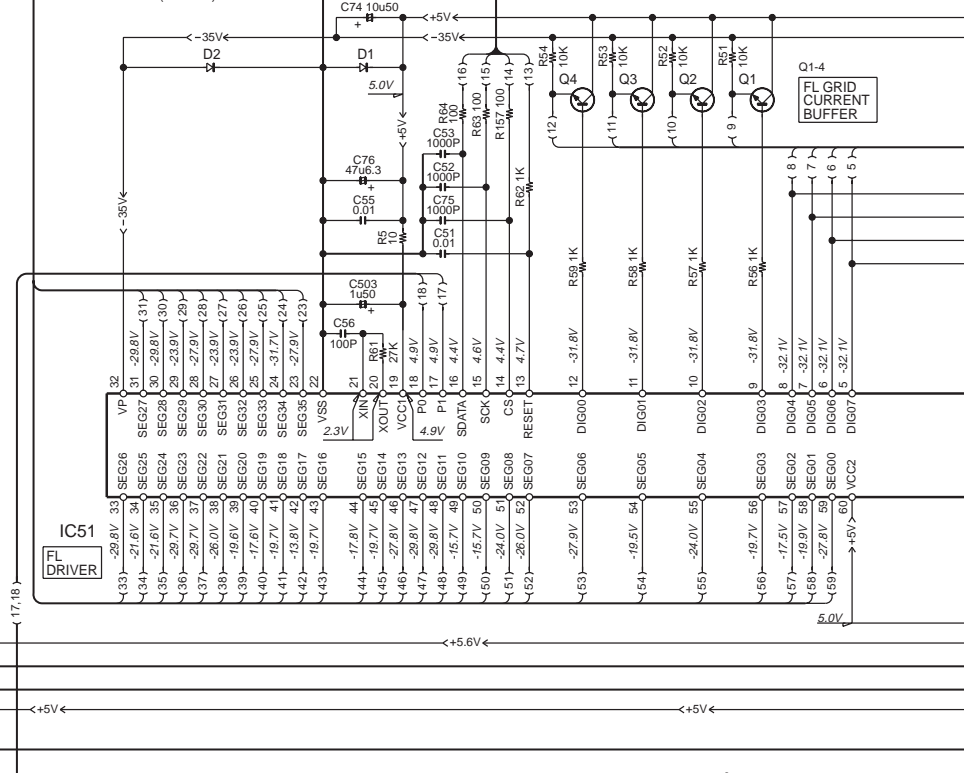 C74 10u50
+
+5V
-35V
-35V
D2
D1
5.0V
+5V
-35V
16
15
14
13
R64 100
R63 100
R157 100
R62 1K
C53
1000P
C52
1000P
C75
1000P
C51
0.01
C76
47u6.3
+
C55
0.01
R5
10
C503
1u50
+
C56
100P
R61 27K
R54 10K
R53 10K
R52 10K
R51 10K
Q4
Q3
Q2
Q1
Q1-4
FL GRID
CURRENT
BUFFER
12
11
10
9
8
7
6
5
R59 1K
R58 1K
R57 1K
R56 1K
31
30
29
28
27
26
25
24
23
18
17
-29.8V
-29.8V
-23.9V
-27.9V
-23.9V
-23.9V
-27.9V
-31.7V
-27.9V
4.9V
4.9V
4.4V
4.6V
4.4V
4.7V
-31.8V
-31.8V
-31.8V
-31.8V
-32.1V
-32.1V
-32.1V
-32.1V
32
31
30
29
28
27
26
25
24
23
22
21
20
19
18
17
16
15
14
13
12
11
10
9
8
7
6
5
VP
SEG27
SEG28
SEG29
SEG30
SEG31
SEG32
SEG33
SEG34
SEG35
VSS
XIN
XOUT
VCC1
P0
P1
SDATA
SCK
CS
RESET
DIG00
DIG01
DIG02
DIG03
DIG04
DIG05
DIG06
DIG07
2.3V
4.9V
SEG26
SEG25
SEG24
SEG23
SEG22
SEG21
SEG20
SEG19
SEG18
SEG17
SEG16
SEG15
SEG14
SEG13
SEG12
SEG11
SEG10
SEG09
SEG08
SEG07
SEG06
SEG05
SEG04
SEG03
SEG02
SEG01
SEG00
VCC2
33
34
35
36
37
38
39
40
41
42
43
44
45
46
47
48
49
50
51
52
53
54
55
56
57
58
59
60
IC51
FL
DRIVER
-29.8V
-21.6V
-21.6V
-29.7V
-29.7V
-26.0V
-19.6V
-17.6V
-19.7V
-13.8V
-19.7V
-17.8V
-19.7V
-27.8V
-29.8V
-29.8V
-15.7V
-15.7V
-24.0V
-26.0V
-27.9V
-19.5V
-24.0V
-19.7V
-17.5V
-19.9V
-27.8V
+5V
33
34
35
36
37
38
39
40
41
42
43
44
45
46
47
48
49
50
51
52
53
54
55
56
57
58
59
17,18
5.0V
+5.6V
+5V
+5V